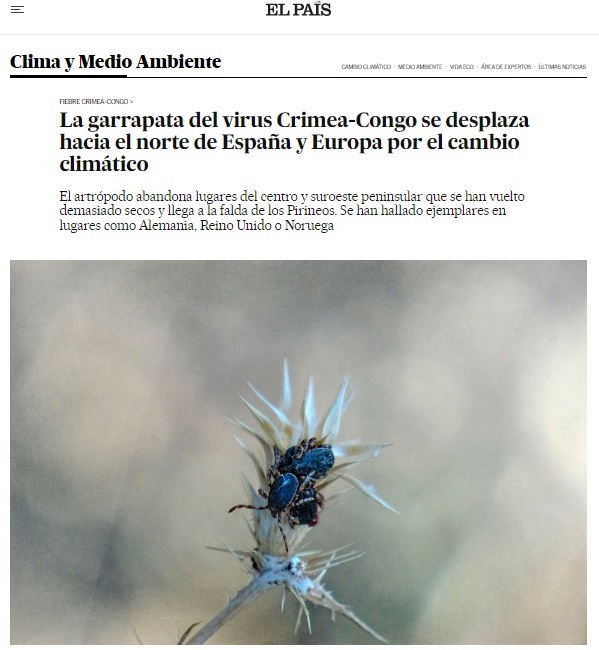 EL PAÍS
Clima y Medio Ambiente
CAMBIO CLIMÁTICO · MEDIO AMBIENTE · VIDA ECO · ÁREA DE EXPERTOS · ÚLTIMAS NOTICIAS
FIEBRE CRIMEA-CONGO >
La garrapata del virus Crimea-Congo se desplaza
hacia el norte de España y Europa por el cambio
climático
El artrópodo abandona lugares del centro y suroeste peninsular que se han vuelto
demasiado secos y llega a la falda de los Pirineos. Se han hallado ejemplares en
lugares como Alemania, Reino Unido o Noruega